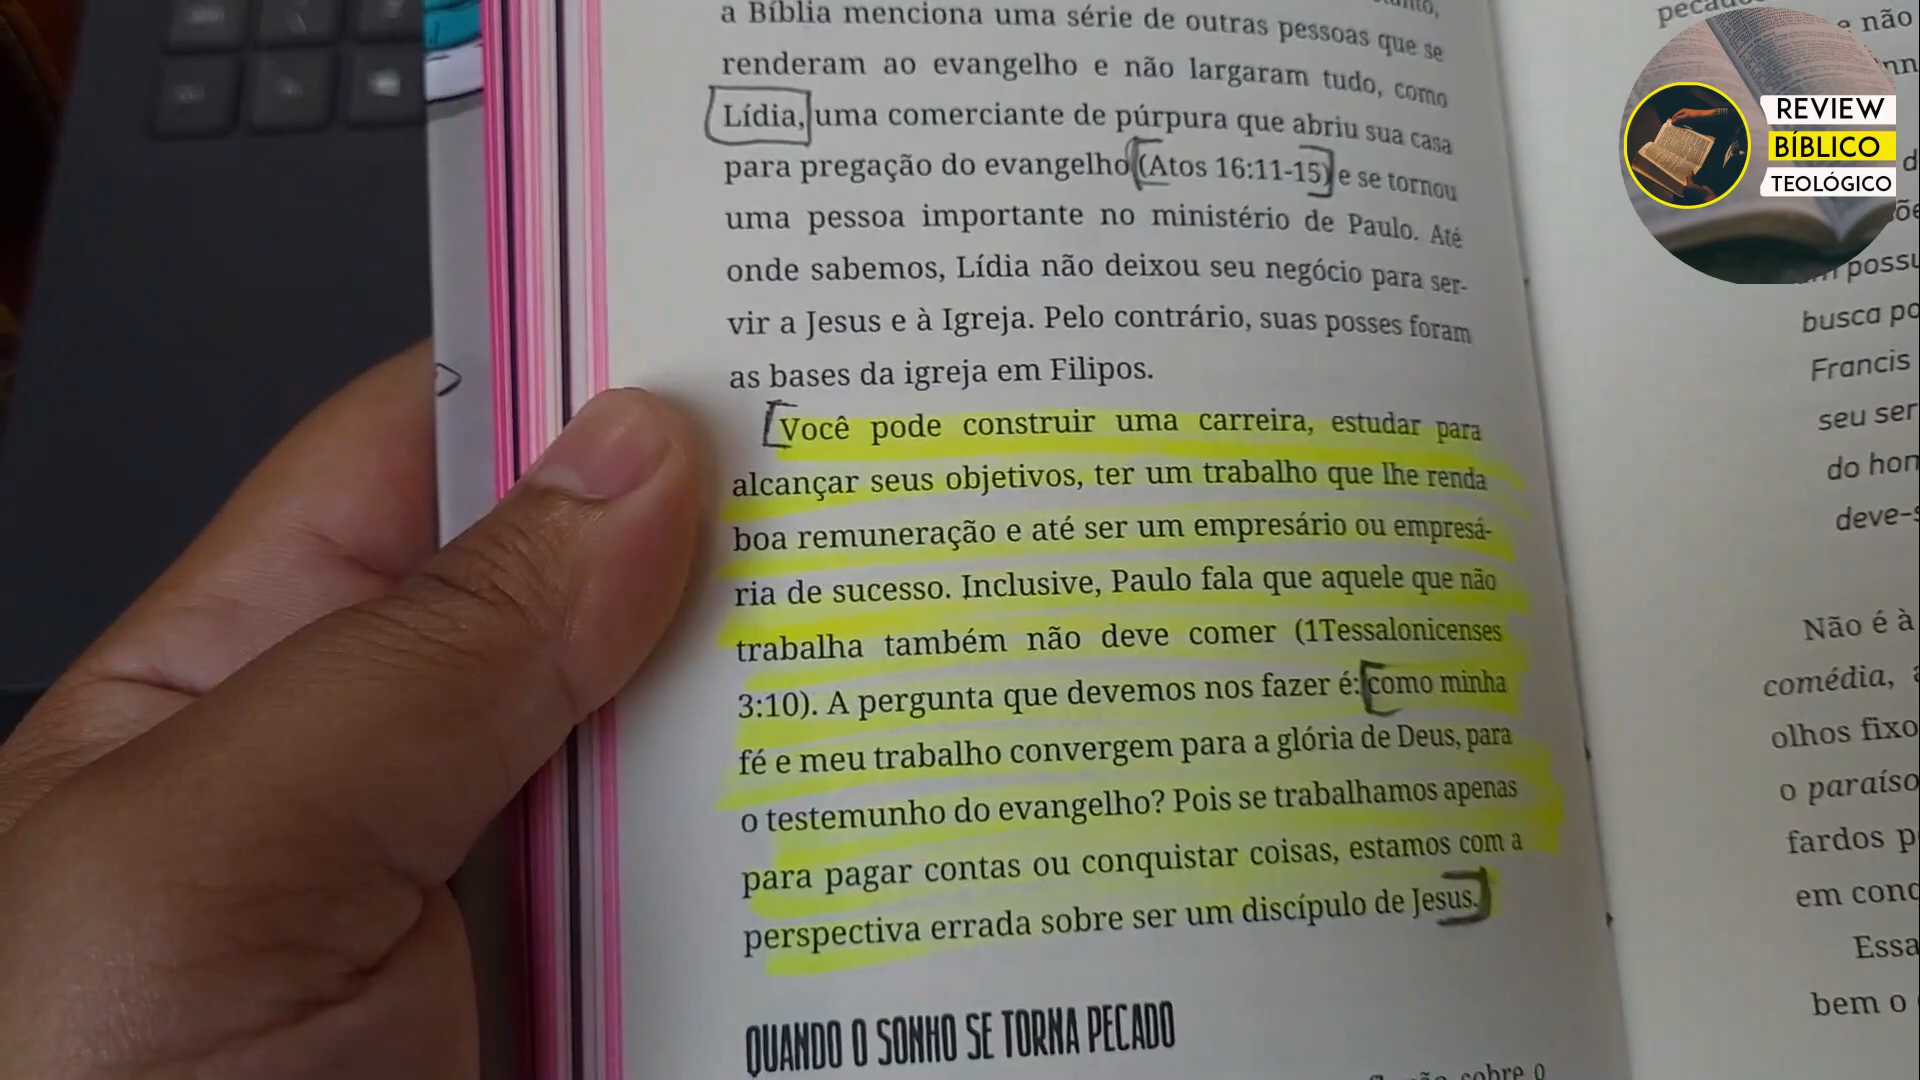 a Bíblia menciona uma série de outras pessoas que se
renderam ao evangelho e não largaram tudo, como
Lídia, uma comerciante de púrpura que abriu sua casa
para pregação do evangelho (Atos 16:11-15) e se tornou
uma pessoa importante no ministério de Paulo. Até
onde sabemos, Lídia não deixou seu negócio para ser-
vir a Jesus e à Igreja. Pelo contrário, suas posses foram
as bases da igreja em Filipos.
Você pode construir uma carreira, estudar para
alcançar seus objetivos, ter um trabalho que lhe renda
boa remuneração e até ser um empresário ou empresá-
ria de sucesso. Inclusive, Paulo fala que aquele que não
trabalha também não deve comer (1Tessalonicenses
3:10). A pergunta que devemos nos fazer é: como minha
fé e meu trabalho convergem para a glória de Deus, para
o testemunho do evangelho? Pois se trabalhamos apenas
para pagar contas ou conquistar coisas, estamos com a
perspectiva errada sobre ser um discípulo de Jesus.
QUANDO O SONHO SE TORNA PECADO
sobre o
e não
possu
busca po
Francis
seu ser
do hon
deve-s
Não é à
comédia, a
olhos fixo
o paraíso
fardos p
em conq
Essa
bem o
REVIEW
BÍBLICO
TEOLÓGICO